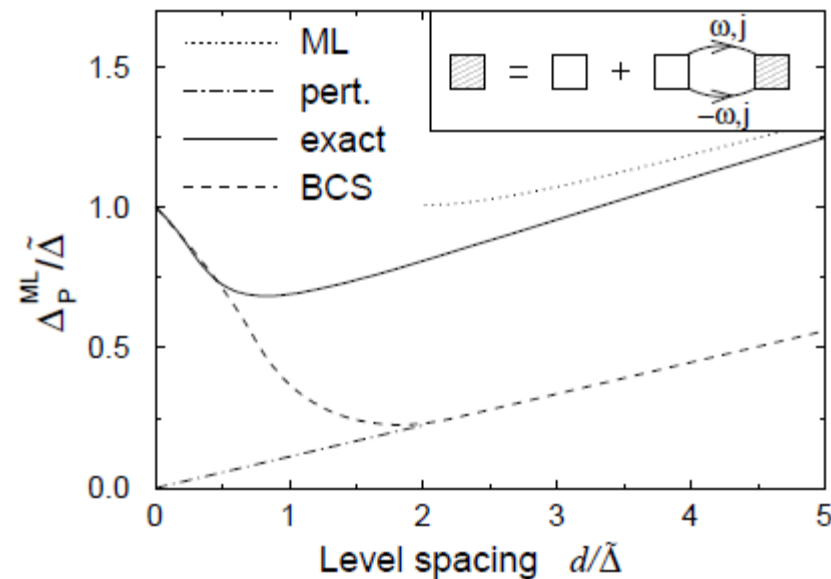 ML
pert.
exact
BCS
= +
ω,j
−ω,j
1.5
1.0
0.5
0.0
Δ_P^ML/Δ̃
0 1 2 3 4 5
Level spacing d/Δ̃